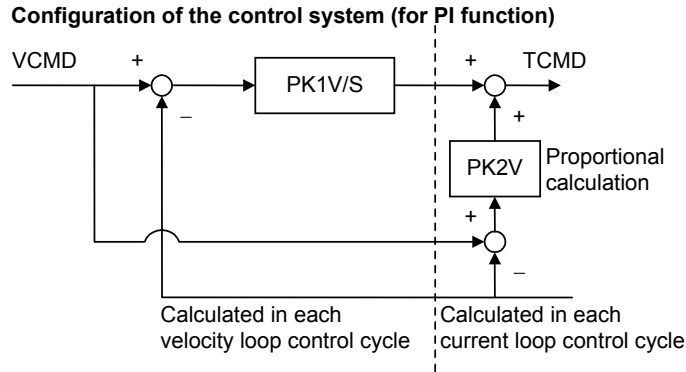 Configuration of the control system (for PI function)
VCMD
+
PK1V/S
+
TCMD
−
+
PK2V
Proportional
calculation
+
−
Calculated in each
velocity loop control cycle
Calculated in each
current loop control cycle